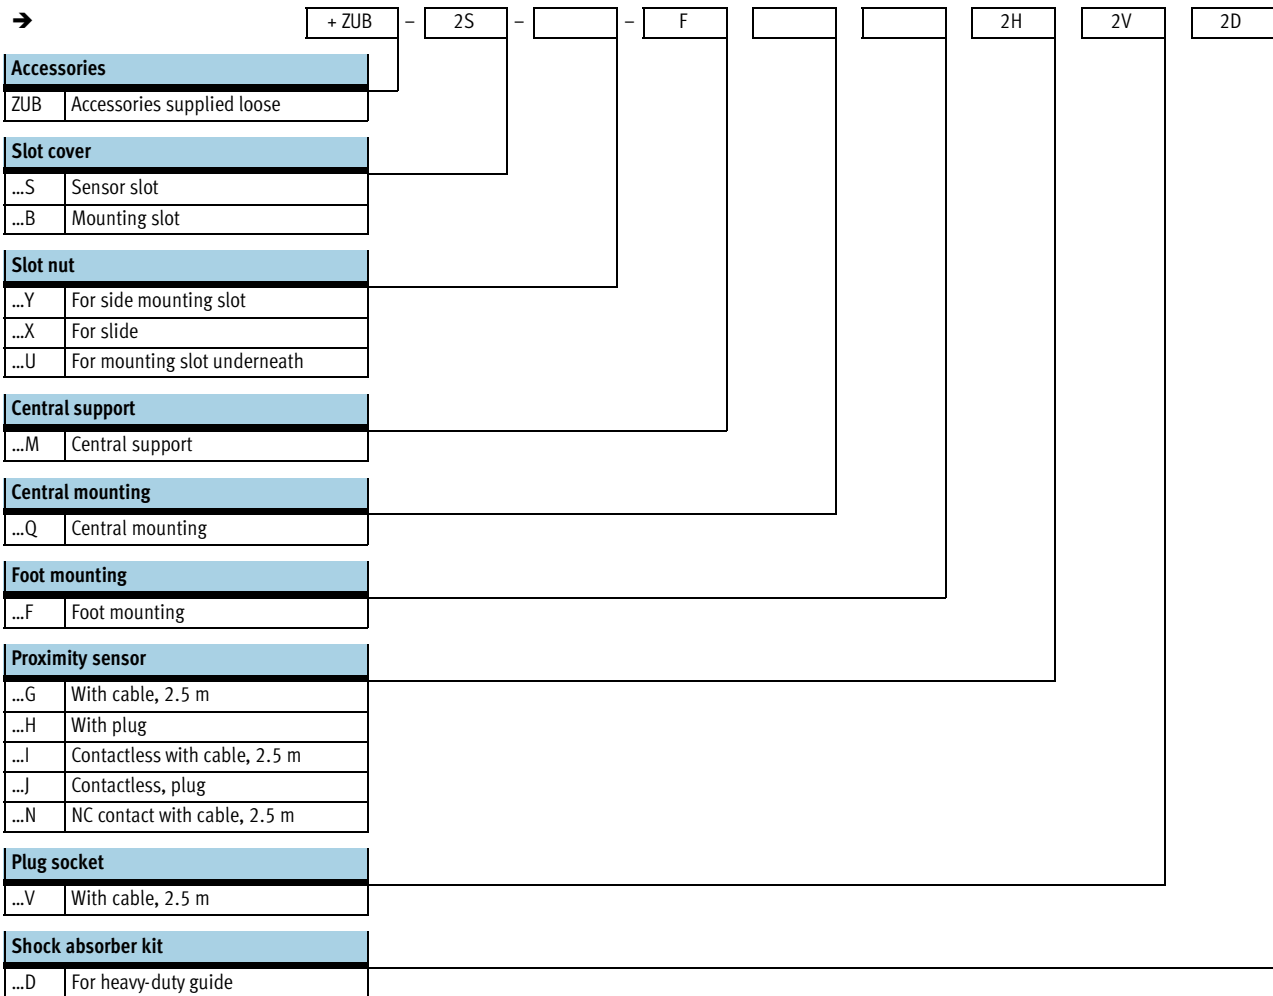 ➔ + ZUB – 2S – – F 2H 2V 2D
Accessories
ZUB Accessories supplied loose
Slot cover
...S Sensor slot
...B Mounting slot
Slot nut
...Y For side mounting slot
...X For slide
...U For mounting slot underneath
Central support
...M Central support
Central mounting
...Q Central mounting
Foot mounting
...F Foot mounting
Proximity sensor
...G With cable, 2.5 m
...H With plug
...I Contactless with cable, 2.5 m
...J Contactless, plug
...N NC contact with cable, 2.5 m
Plug socket
...V With cable, 2.5 m
Shock absorber kit
...D For heavy-duty guide